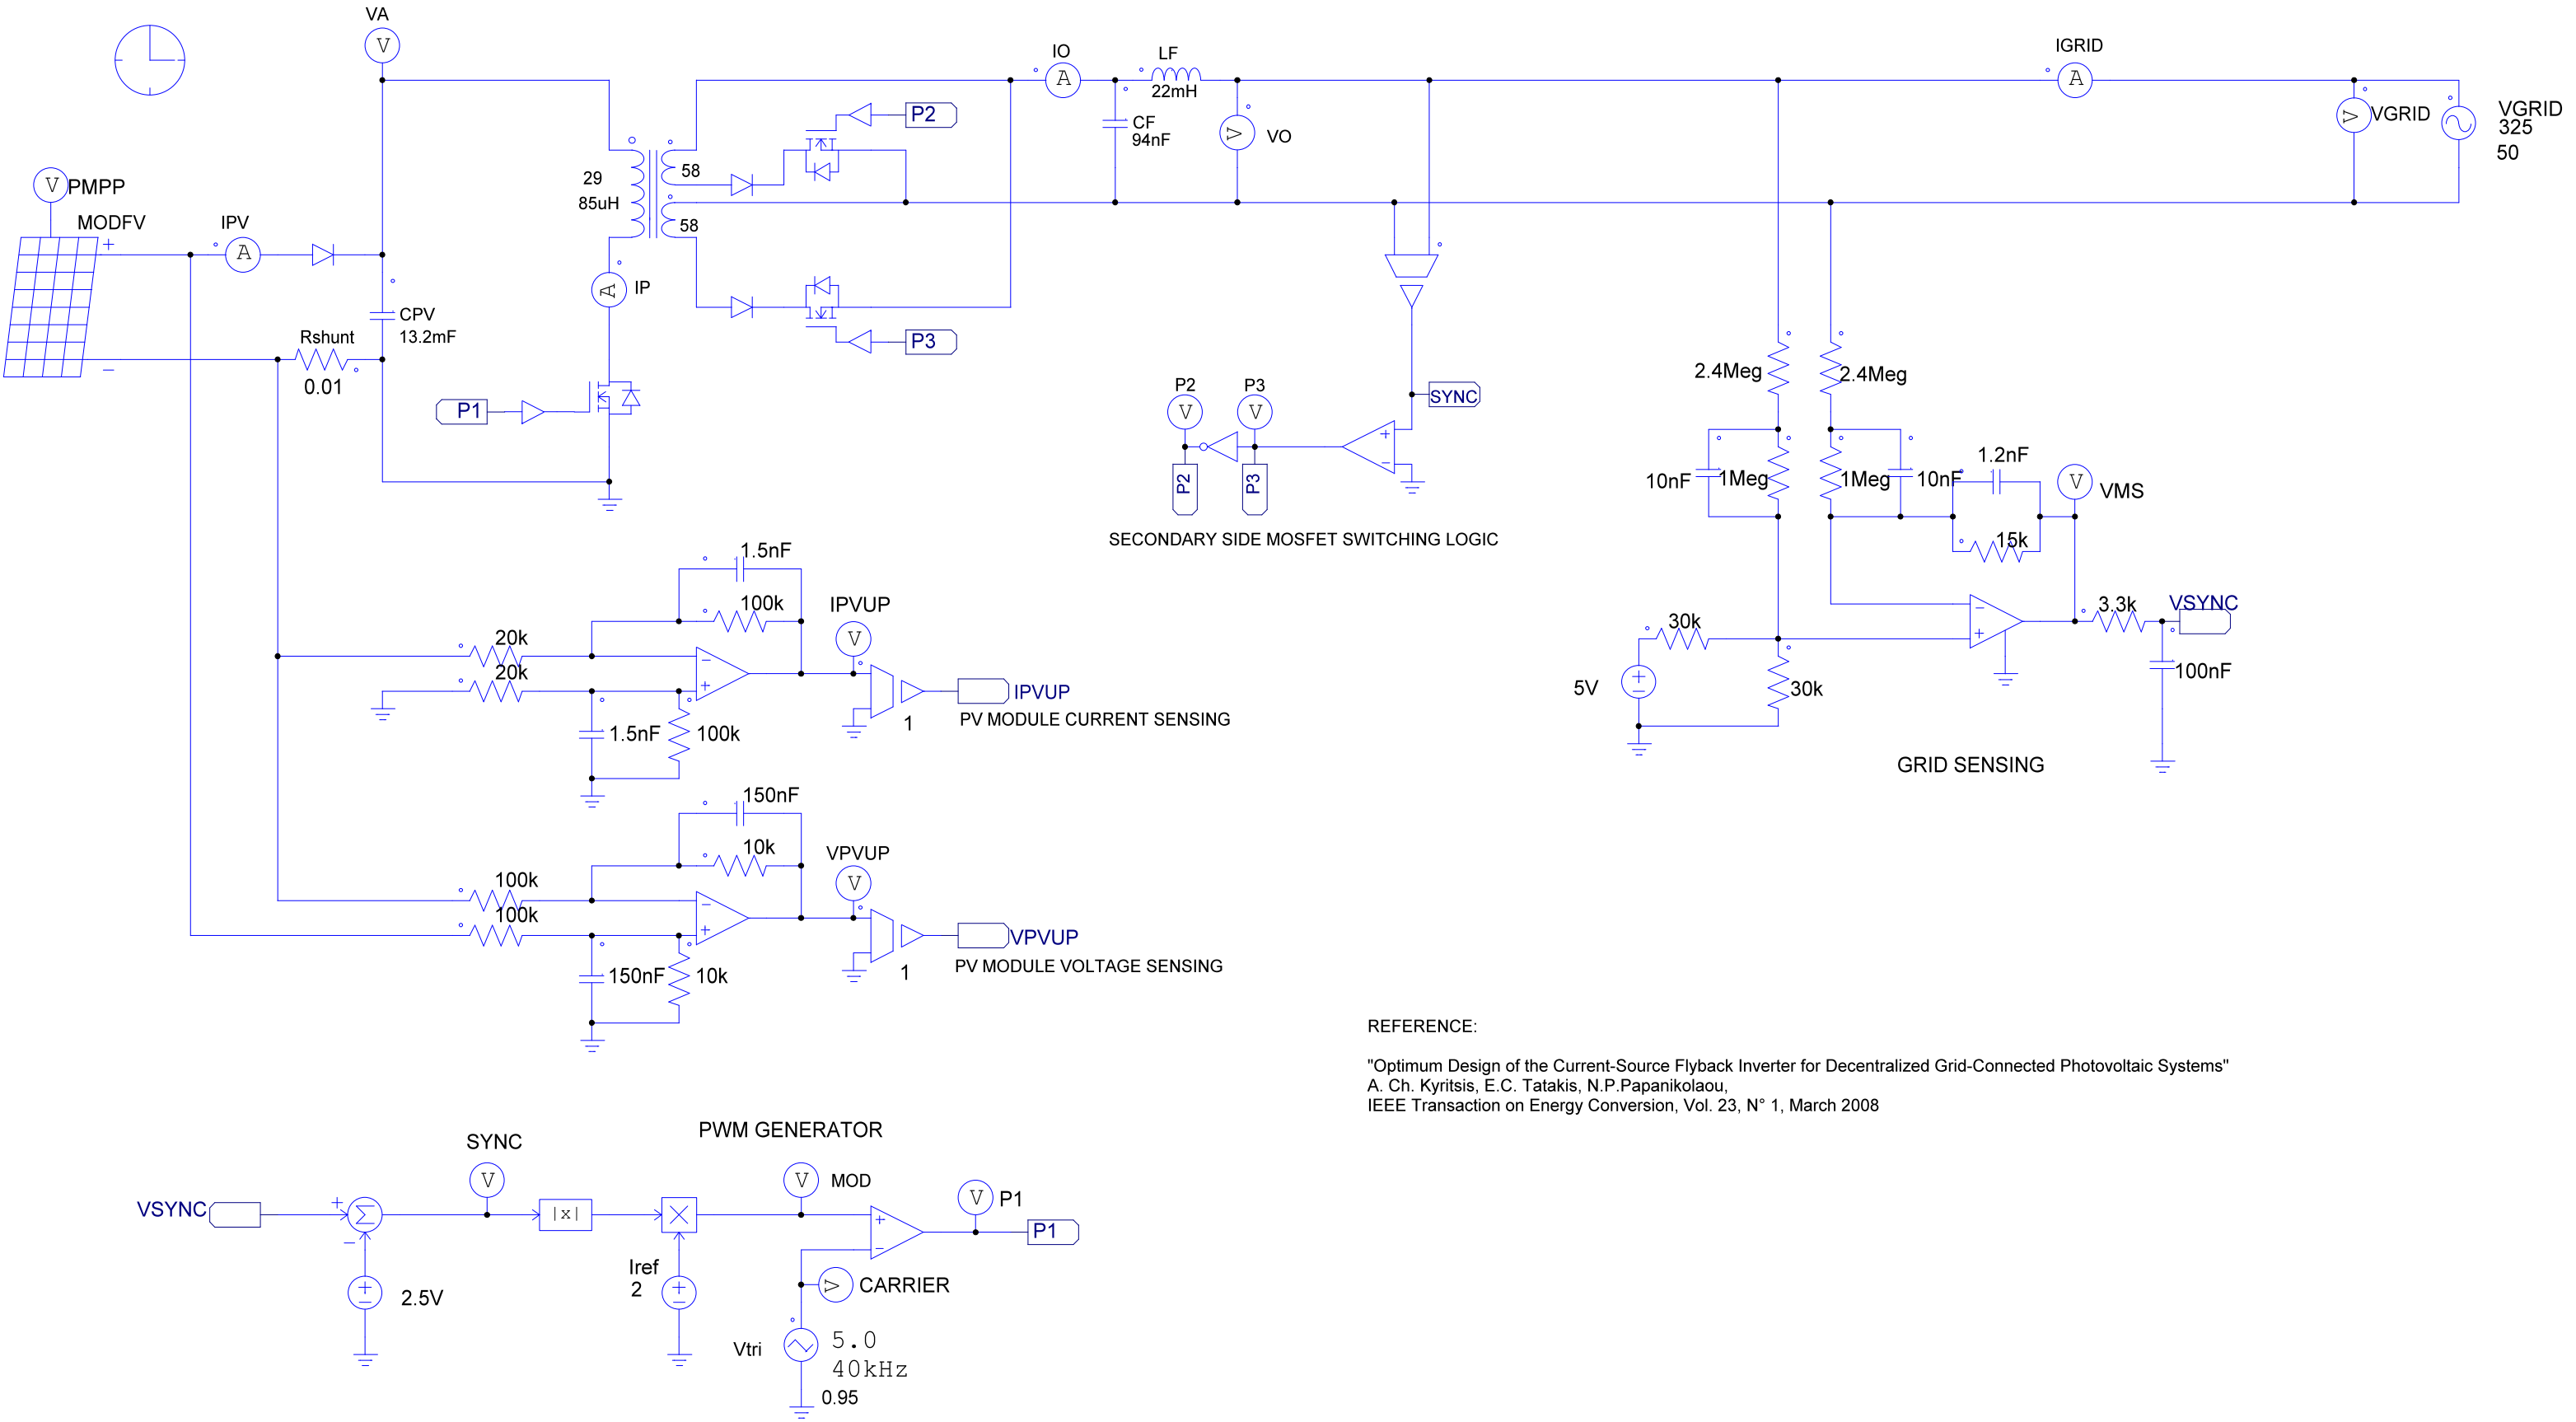 VA
V
IO
A
LF
22mH
IGRID
A
P2
CF
94nF
V
VO
V
VGRID
VGRID
325
50
V
PMPP
MODFV
+
−
IPV
A
29
85uH
58
58
A
IP
CPV
13.2mF
Rshunt
0.01
P3
P1
P2
V
P3
V
P2
P3
SYNC
+
−
SECONDARY SIDE MOSFET SWITCHING LOGIC
2.4Meg
2.4Meg
10nF
1Meg
1Meg
10nF
1.2nF
15k
V
VMS
30k
5V
+
−
30k
−
+
3.3k
VSYNC
100nF
GRID SENSING
1.5nF
100k
20k
20k
−
+
IPVUP
V
1.5nF
100k
1
IPVUP
PV MODULE CURRENT SENSING
150nF
10k
100k
100k
−
+
VPVUP
V
150nF
10k
1
VPVUP
PV MODULE VOLTAGE SENSING
REFERENCE:
"Optimum Design of the Current-Source Flyback Inverter for Decentralized Grid-Connected Photovoltaic Systems"
A. Ch. Kyritsis, E.C. Tatakis, N.P.Papanikolaou,
IEEE Transaction on Energy Conversion, Vol. 23, N° 1, March 2008
PWM GENERATOR
SYNC
V
V
MOD
V
P1
VSYNC
+
−
Σ
|x|
+
−
P1
+
−
2.5V
Iref
2
+
−
V
CARRIER
Vtri
5.0
40kHz
0.95